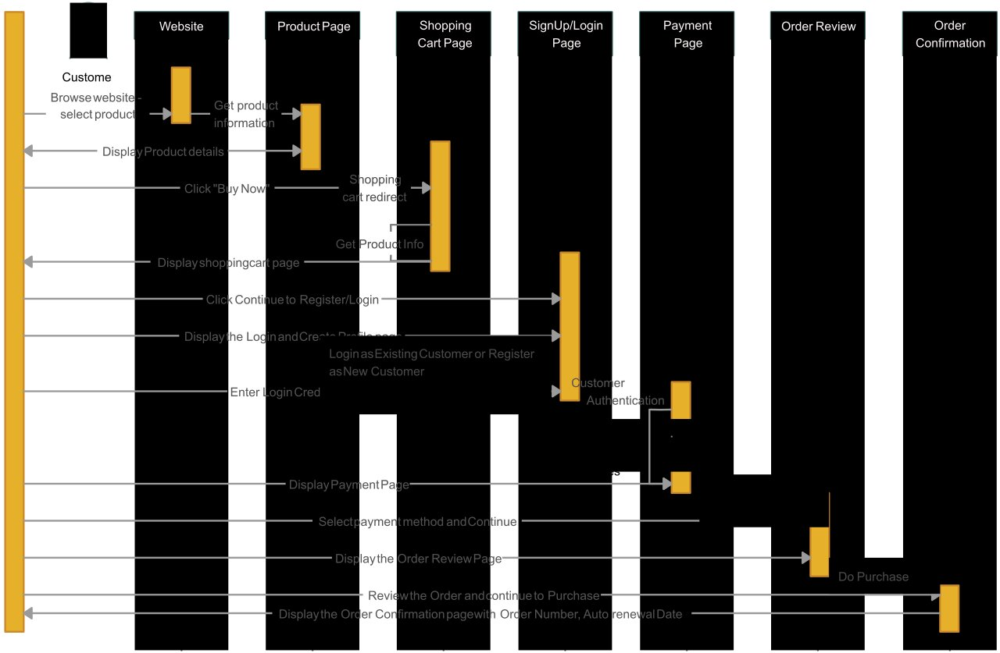 Website
Product Page
Shopping
Cart Page
SignUp/Login
Page
Payment
Page
Order Review
Order
Confirmation
Custome
Browse website -
select product
Get product
information
Display Product details
Click "Buy Now"
Shopping
cart redirect
Get Product Info
Display shopping cart page
Click Continue to Register/Login
Display the Login and Create Profile page
Login as Existing Customer or Register
as New Customer
Enter Login Cred
Customer
Authentication
Display Payment Page
Select payment method and Continue
Display the Order Review Page
Do Purchase
Review the Order and continue to Purchase
Display the Order Confirmation page with Order Number, Auto renewal Date